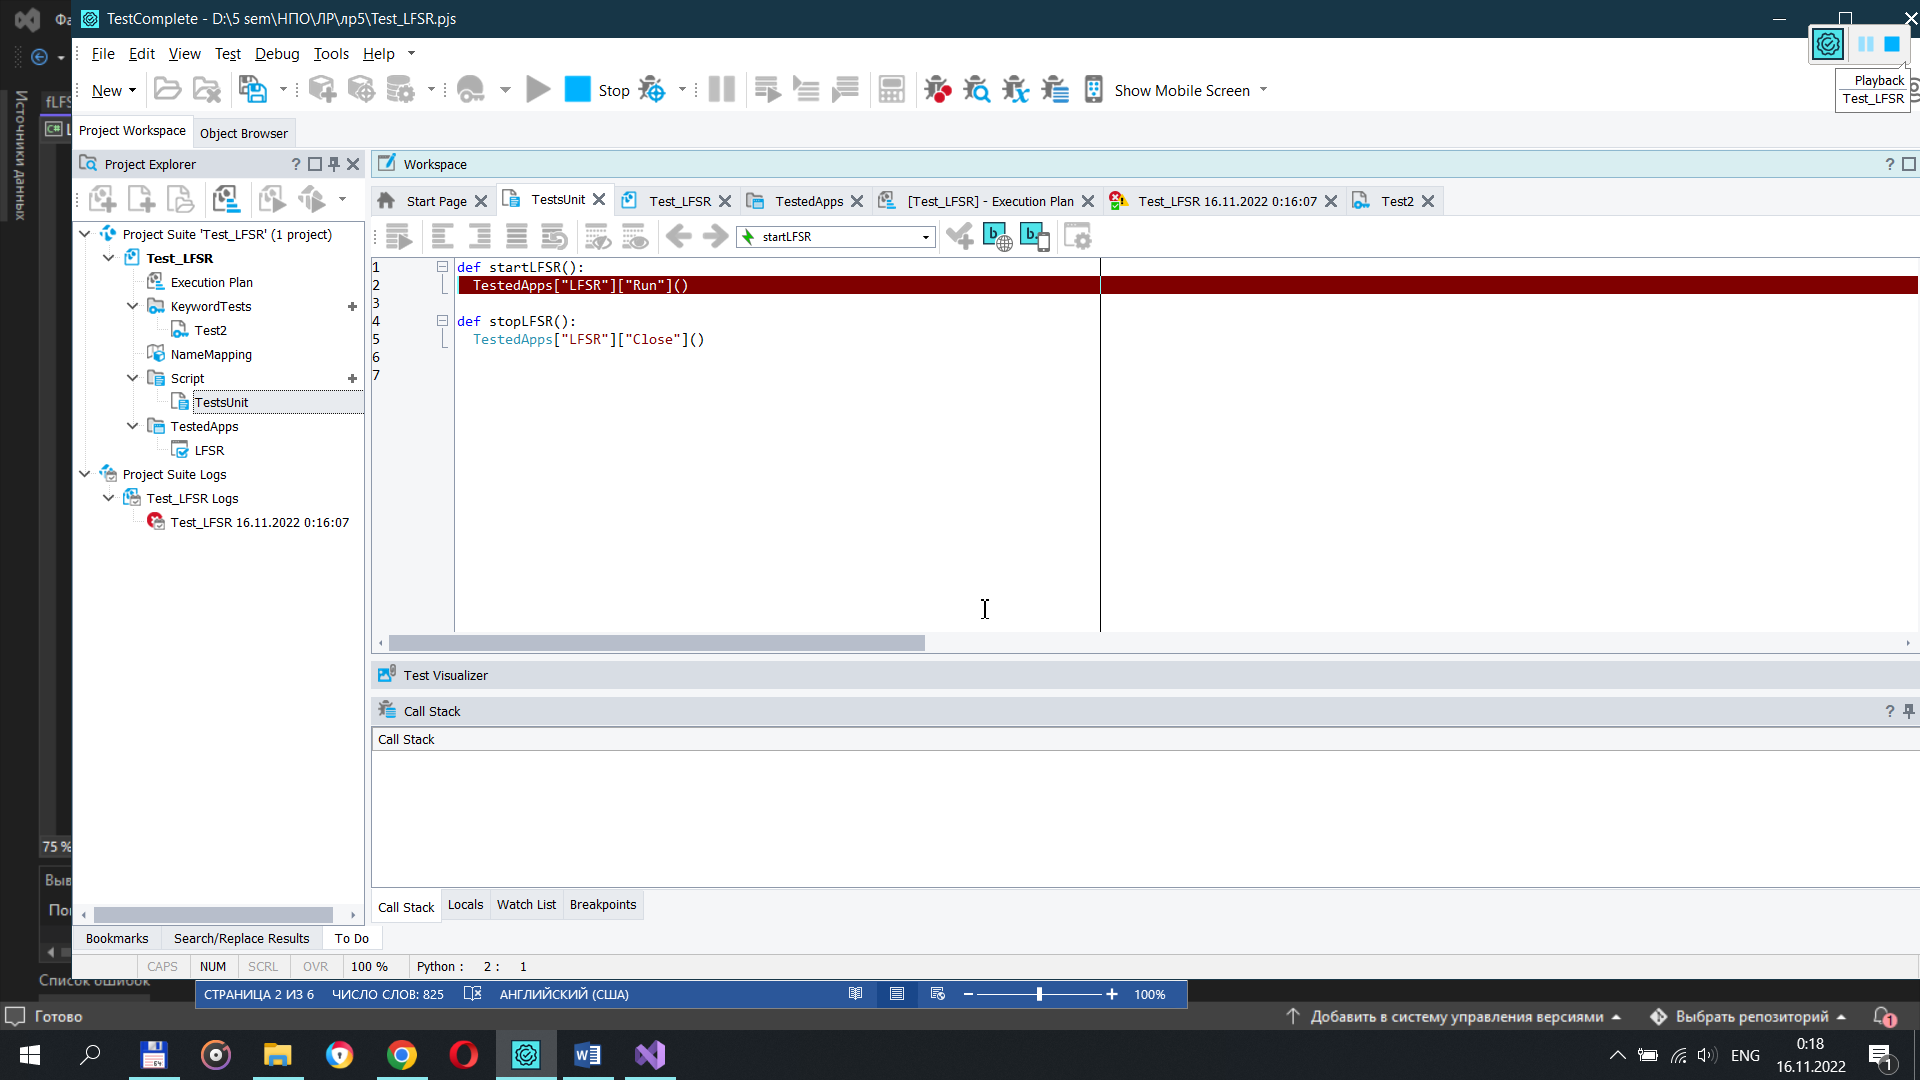 TestComplete - D:\5 sem\НПО\ЛР\лр5\Test_LFSR.pjs
File Edit View Test Debug Tools Help
New Stop Show Mobile Screen
Playback
Test_LFSR
Project Workspace Object Browser
Источники данных
Project Explorer
Workspace
Start Page TestsUnit Test_LFSR TestedApps [Test_LFSR] - Execution Plan Test_LFSR 16.11.2022 0:16:07 Test2
startLFSR
Project Suite 'Test_LFSR' (1 project)
Test_LFSR
Execution Plan
KeywordTests
Test2
NameMapping
Script
TestsUnit
TestedApps
LFSR
Project Suite Logs
Test_LFSR Logs
Test_LFSR 16.11.2022 0:16:07
1 def startLFSR():
2 TestedApps["LFSR"]["Run"]()
3
4 def stopLFSR():
5 TestedApps["LFSR"]["Close"]()
6
7
Test Visualizer
Call Stack
Call Stack
75 %
Call Stack Locals Watch List Breakpoints
Bookmarks Search/Replace Results To Do
CAPS NUM SCRL OVR 100 % Python : 2 : 1
Список ошибок
СТРАНИЦА 2 ИЗ 6 ЧИСЛО СЛОВ: 825 АНГЛИЙСКИЙ (США) 100%
Готово Добавить в систему управления версиями Выбрать репозиторий 1
64
ENG 0:18
16.11.2022 1